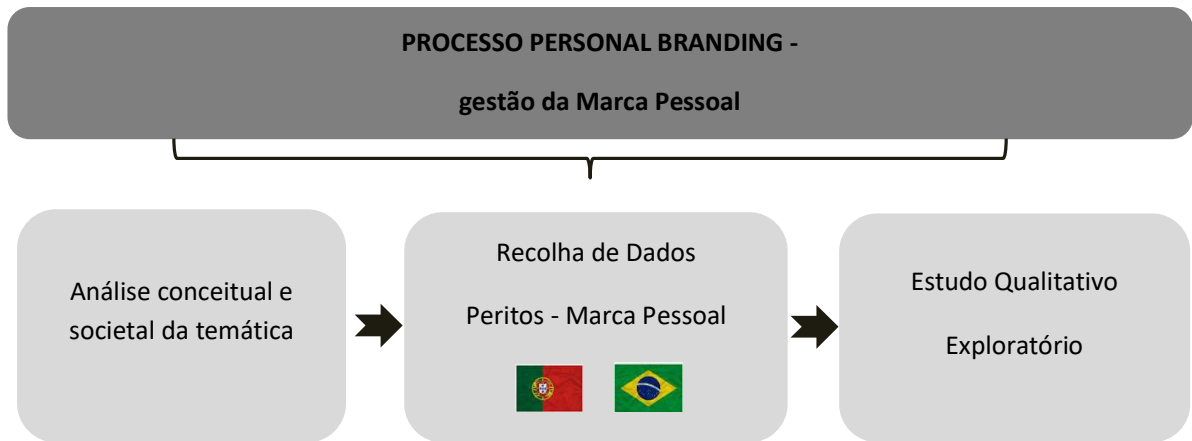 PROCESSO PERSONAL BRANDING -
gestão da Marca Pessoal
Análise conceitual e
societal da temática
Recolha de Dados
Peritos - Marca Pessoal
Estudo Qualitativo
Exploratório